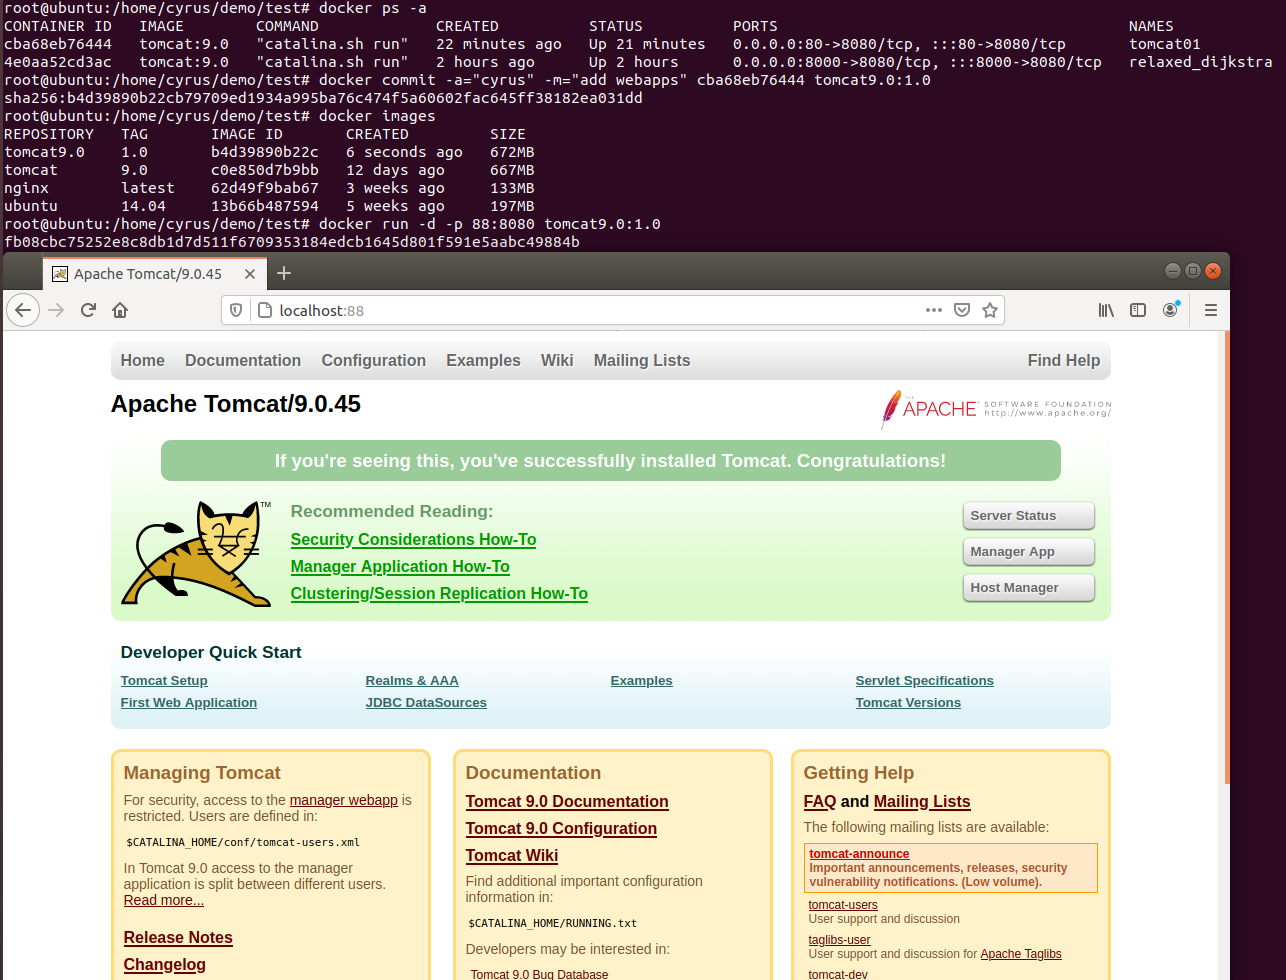 root@ubuntu:/home/cyrus/demo/test# docker ps -a
CONTAINER ID   IMAGE        COMMAND             CREATED          STATUS          PORTS                                       NAMES
cba68eb76444   tomcat:9.0   "catalina.sh run"   22 minutes ago   Up 21 minutes   0.0.0.0:80->8080/tcp, :::80->8080/tcp       tomcat01
4e0aa52cd3ac   tomcat:9.0   "catalina.sh run"   2 hours ago      Up 2 hours      0.0.0.0:8000->8080/tcp, :::8000->8080/tcp   relaxed_dijkstra
root@ubuntu:/home/cyrus/demo/test# docker commit -a="cyrus" -m="add webapps" cba68eb76444 tomcat9.0:1.0
sha256:b4d39890b22cb79709ed1934a995ba76c474f5a60602fac645ff38182ea031dd
root@ubuntu:/home/cyrus/demo/test# docker images
REPOSITORY   TAG       IMAGE ID       CREATED         SIZE
tomcat9.0    1.0       b4d39890b22c   6 seconds ago   672MB
tomcat       9.0       c0e850d7b9bb   12 days ago     667MB
nginx        latest    62d49f9bab67   3 weeks ago     133MB
ubuntu       14.04     13b66b487594   5 weeks ago     197MB
root@ubuntu:/home/cyrus/demo/test# docker run -d -p 88:8080 tomcat9.0:1.0
fb08cbc75252e8c8db1d7d511f6709353184edcb1645d801f591e5aabc49884b
Apache Tomcat/9.0.45
localhost:88
Home Documentation Configuration Examples Wiki Mailing Lists Find Help
Apache Tomcat/9.0.45
THE APACHE SOFTWARE FOUNDATION
http://www.apache.org/
If you're seeing this, you've successfully installed Tomcat. Congratulations!
TM
Recommended Reading:
Security Considerations How-To
Manager Application How-To
Clustering/Session Replication How-To
Server Status
Manager App
Host Manager
Developer Quick Start
Tomcat Setup Realms & AAA Examples Servlet Specifications
First Web Application JDBC DataSources Tomcat Versions
Managing Tomcat
For security, access to the manager webapp is
restricted. Users are defined in:
$CATALINA_HOME/conf/tomcat-users.xml
In Tomcat 9.0 access to the manager
application is split between different users.
Read more...
Release Notes
Changelog
Documentation
Tomcat 9.0 Documentation
Tomcat 9.0 Configuration
Tomcat Wiki
Find additional important configuration
information in:
$CATALINA_HOME/RUNNING.txt
Developers may be interested in:
Tomcat 9.0 Bug Database
Getting Help
FAQ and Mailing Lists
The following mailing lists are available:
tomcat-announce
Important announcements, releases, security
vulnerability notifications. (Low volume).
tomcat-users
User support and discussion
taglibs-user
User support and discussion for Apache Taglibs
tomcat-dev